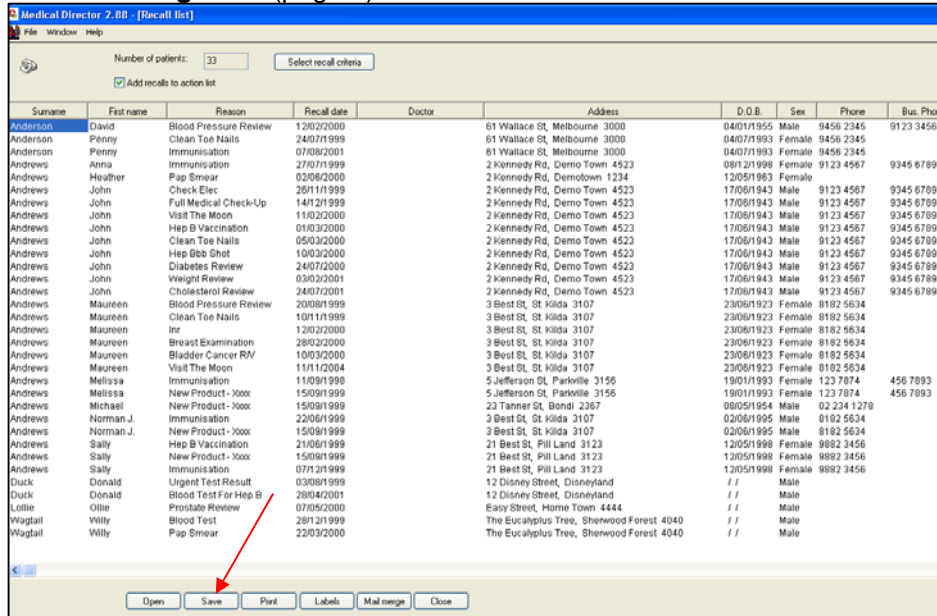 Medical Director 2.88 - [Recall list]
File Window Help
Number of patients: 33 Select recall criteria
Add recalls to action list
Surname First name Reason Recall date Doctor Address D.O.B. Sex Phone Bus. Pho
Anderson David Blood Pressure Review 12/02/2000 61 Wallace St, Melbourne 3000 04/01/1955 Male 9456 2345 9123 3456
Anderson Penny Clean Toe Nails 24/07/1999 61 Wallace St, Melbourne 3000 04/07/1993 Female 9456 2345
Anderson Penny Immunisation 07/08/2001 61 Wallace St, Melbourne 3000 04/07/1993 Female 9456 2345
Andrews Anna Immunisation 27/07/1999 2 Kennedy Rd, Demo Town 4523 08/12/1998 Female 9123 4567 9345 6789
Andrews Heather Pap Smear 02/06/2000 2 Kennedy Rd, Demotown 1234 12/05/1963 Female
Andrews John Check Elec 26/11/1999 2 Kennedy Rd, Demo Town 4523 17/06/1943 Male 9123 4567 9345 6789
Andrews John Full Medical Check-Up 14/12/1999 2 Kennedy Rd, Demo Town 4523 17/06/1943 Male 9123 4567 9345 6789
Andrews John Visit The Moon 11/02/2000 2 Kennedy Rd, Demo Town 4523 17/06/1943 Male 9123 4567 9345 6789
Andrews John Hep B Vaccination 01/03/2000 2 Kennedy Rd, Demo Town 4523 17/06/1943 Male 9123 4567 9345 6789
Andrews John Clean Toe Nails 05/03/2000 2 Kennedy Rd, Demo Town 4523 17/06/1943 Male 9123 4567 9345 6789
Andrews John Hep Bbb Shot 10/03/2000 2 Kennedy Rd, Demo Town 4523 17/06/1943 Male 9123 4567 9345 6789
Andrews John Diabetes Review 24/07/2000 2 Kennedy Rd, Demo Town 4523 17/06/1943 Male 9123 4567 9345 6789
Andrews John Weight Review 03/02/2001 2 Kennedy Rd, Demo Town 4523 17/06/1943 Male 9123 4567 9345 6789
Andrews John Cholesterol Review 24/07/2001 2 Kennedy Rd, Demo Town 4523 17/06/1943 Male 9123 4567 9345 6789
Andrews Maureen Blood Pressure Review 20/08/1999 3 Best St, St. Kilda 3107 23/06/1923 Female 8182 5634
Andrews Maureen Clean Toe Nails 10/11/1999 3 Best St, St. Kilda 3107 23/06/1923 Female 8182 5634
Andrews Maureen Inr 12/02/2000 3 Best St, St. Kilda 3107 23/06/1923 Female 8182 5634
Andrews Maureen Breast Examination 28/02/2000 3 Best St, St. Kilda 3107 23/06/1923 Female 8182 5634
Andrews Maureen Bladder Cancer R/V 10/03/2000 3 Best St, St. Kilda 3107 23/06/1923 Female 8182 5634
Andrews Maureen Visit The Moon 11/11/2004 3 Best St, St. Kilda 3107 23/06/1923 Female 8182 5634
Andrews Melissa Immunisation 11/09/1998 5 Jefferson St, Parkville 3156 19/01/1993 Female 123 7874 456 7893
Andrews Melissa New Product - Xxxx 15/09/1999 5 Jefferson St, Parkville 3156 19/01/1993 Female 123 7874 456 7893
Andrews Michael New Product - Xxxx 15/09/1999 23 Tanner St, Bondi 2367 08/05/1954 Male 02 234 1278
Andrews Norman J. Immunisation 22/06/1999 3 Best St, St. Kilda 3107 02/06/1995 Male 8182 5634
Andrews Norman J. New Product - Xxxx 15/09/1999 3 Best St, St. Kilda 3107 02/06/1995 Male 8182 5634
Andrews Sally Hep B Vaccination 21/06/1999 21 Best St, Pill Land 3123 12/05/1998 Female 9882 3456
Andrews Sally New Product - Xxxx 15/09/1999 21 Best St, Pill Land 3123 12/05/1998 Female 9882 3456
Andrews Sally Immunisation 07/12/1999 21 Best St, Pill Land 3123 12/05/1998 Female 9882 3456
Duck Donald Urgent Test Result 03/08/1999 12 Disney Street, Disneyland / / Male
Duck Donald Blood Test For Hep B 28/04/2001 12 Disney Street, Disneyland / / Male
Lollie Ollie Prostate Review 07/05/2000 Easy Street, Home Town 4444 / / Male
Wagtail Willy Blood Test 28/12/1999 The Eucalyplus Tree, Sherwood Forest 4040 / / Male
Wagtail Willy Pap Smear 22/03/2000 The Eucalyplus Tree, Sherwood Forest 4040 / / Male
Open Save Print Labels Mail merge Close